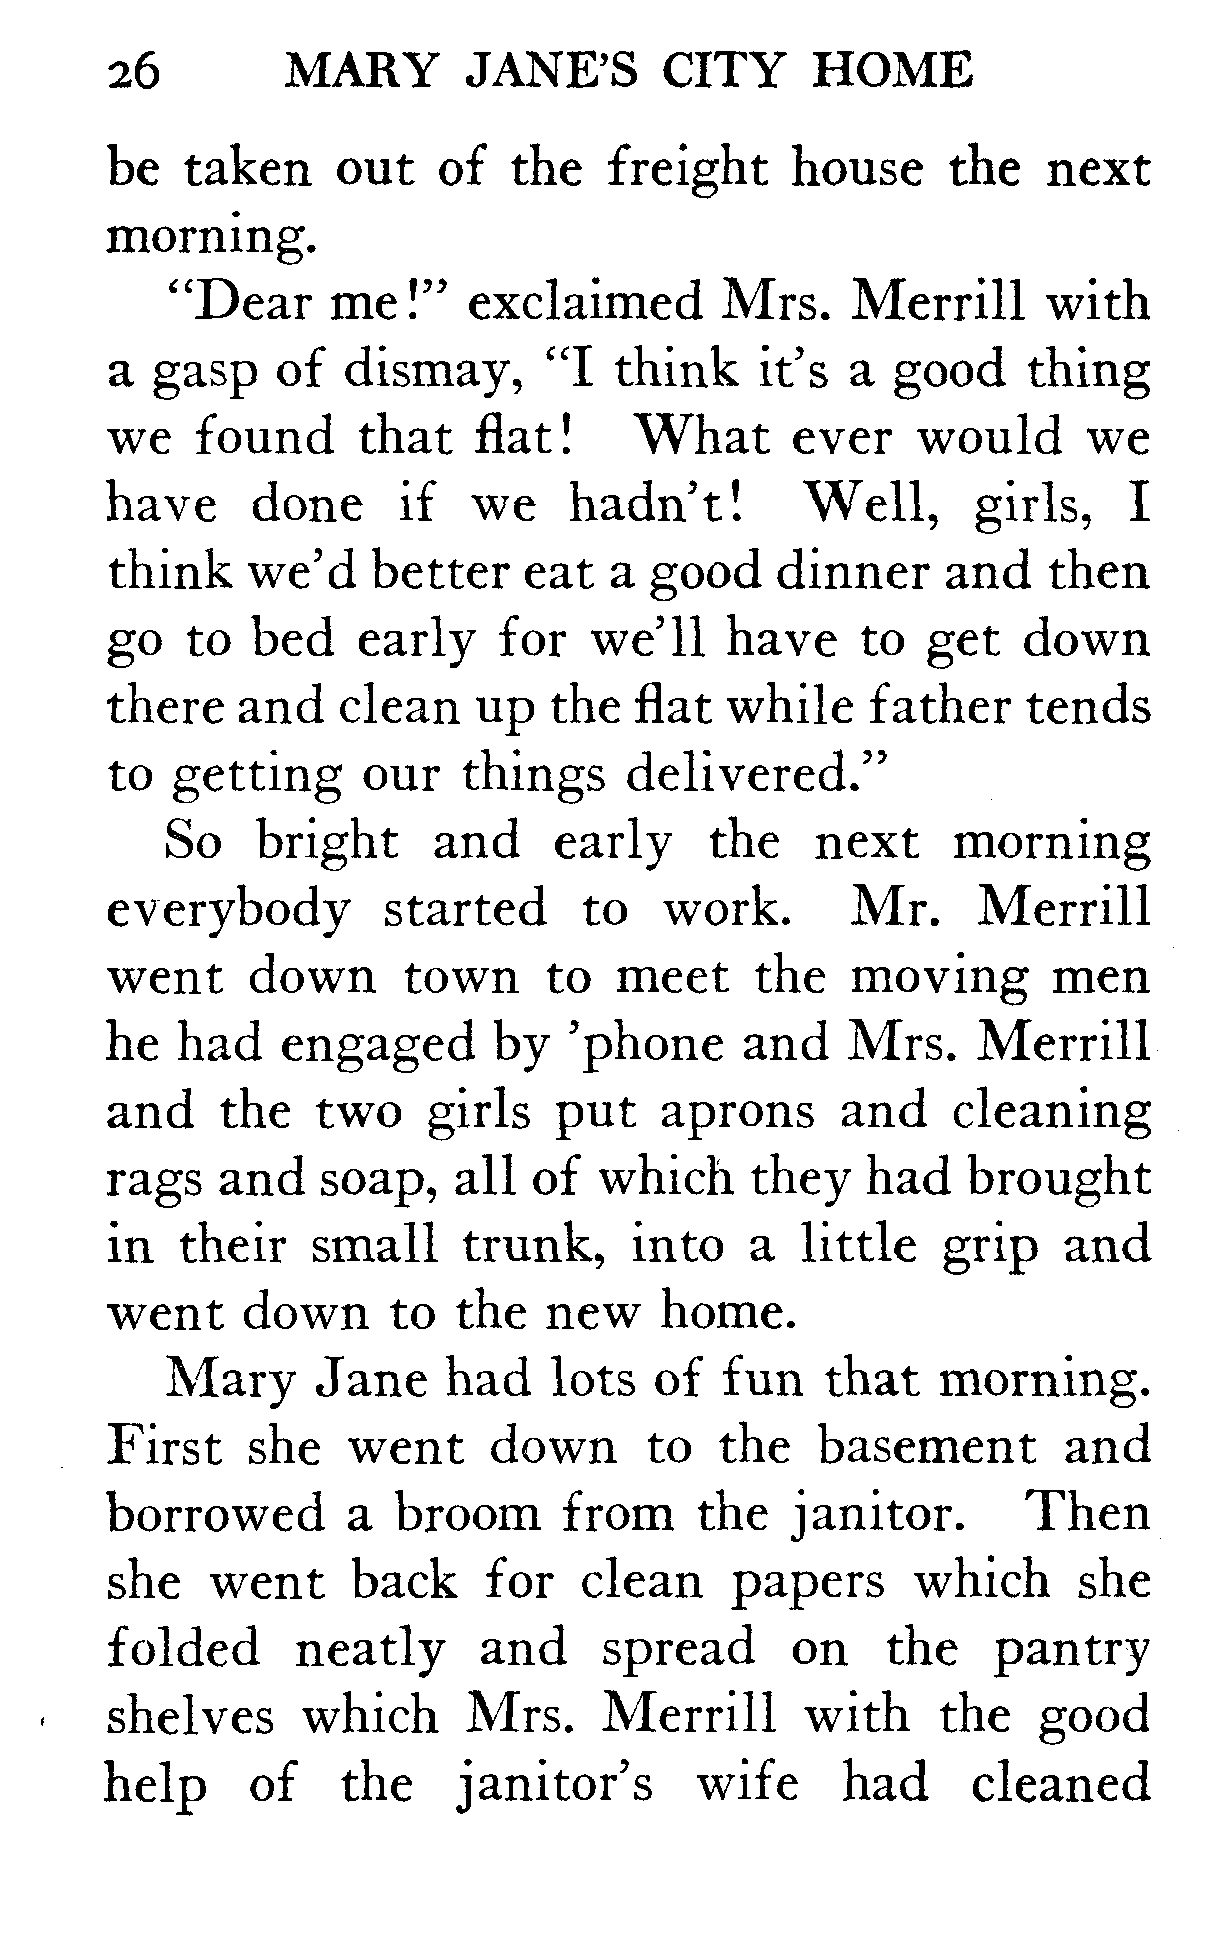 26 MARY JANE'S CITY HOME
be taken out of the freight house the next
morning.
“Dear me!” exclaimed Mrs. Merrill with
a gasp of dismay, “I think it’s a good thing
we found that flat! What ever would we
have done if we hadn’t! Well, girls, I
think we’d better eat a good dinner and then
go to bed early for we’ll have to get down
there and clean up the flat while father tends
to getting our things delivered.”
So bright and early the next morning
everybody started to work. Mr. Merrill
went down town to meet the moving men
he had engaged by ’phone and Mrs. Merrill
and the two girls put aprons and cleaning
rags and soap, all of which they had brought
in their small trunk, into a little grip and
went down to the new home.
Mary Jane had lots of fun that morning.
First she went down to the basement and
borrowed a broom from the janitor. Then
she went back for clean papers which she
folded neatly and spread on the pantry
shelves which Mrs. Merrill with the good
help of the janitor’s wife had cleaned